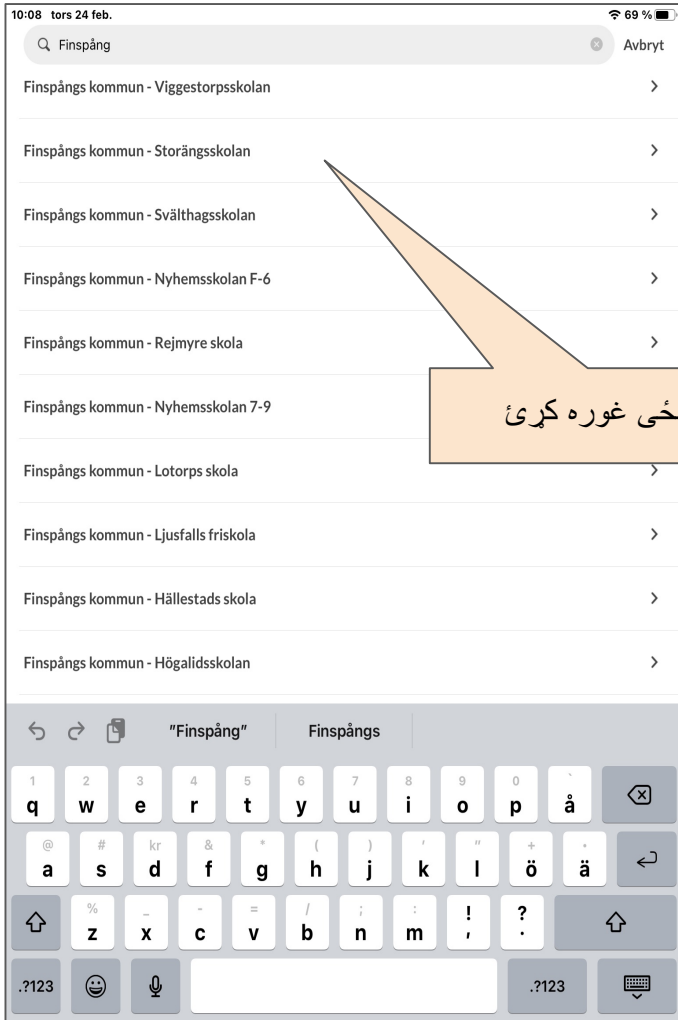 10:08 tors 24 feb.
69 %
Finspång
Avbryt
Finspångs kommun - Viggestorpsskolan
Finspångs kommun - Storängsskolan
Finspångs kommun - Svälthagsskolan
Finspångs kommun - Nyhemsskolan F-6
Finspångs kommun - Rejmyre skola
Finspångs kommun - Nyhemsskolan 7-9
غوره کړئ
Finspångs kommun - Lotorps skola
Finspångs kommun - Ljusfalls friskola
Finspångs kommun - Hällestads skola
Finspångs kommun - Högalidsskolan
"Finspång" Finspångs
1 2 3 4 5 6 7 8 9 0 `
q w e r t y u i o p å
@ # kr & * ( ) ' " + ·
a s d f g h j k l ö ä
% _ - = / ; : ! ?
z x c v b n m , .
.?123 .?123